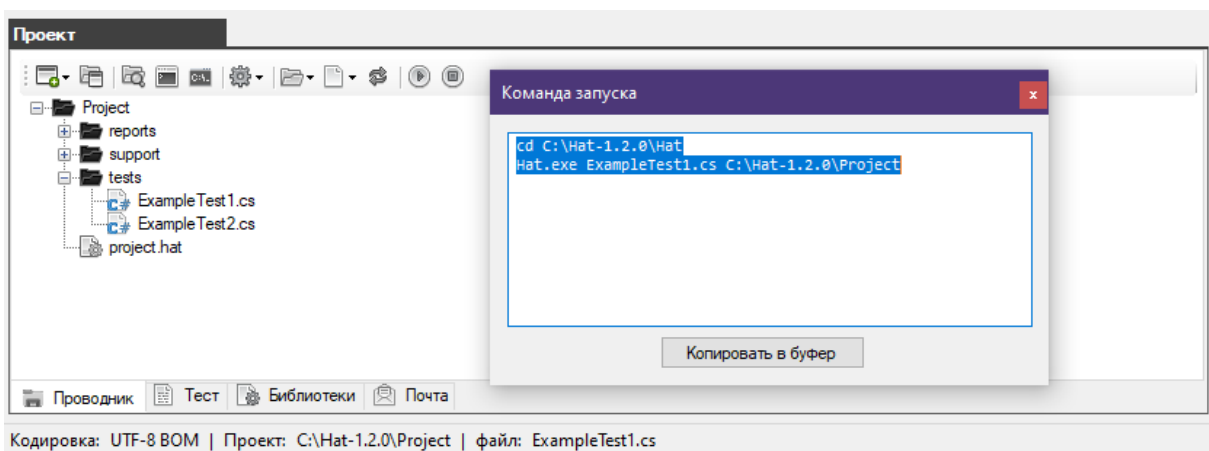 Проект
Команда запуска
x
cd C:\Hat-1.2.0\Hat
Hat.exe ExampleTest1.cs C:\Hat-1.2.0\Project
Копировать в буфер
Project
reports
support
tests
ExampleTest1.cs
ExampleTest2.cs
project.hat
Проводник
Тест
Библиотеки
Почта
Кодировка: UTF-8 BOM | Проект: C:\Hat-1.2.0\Project | файл: ExampleTest1.cs